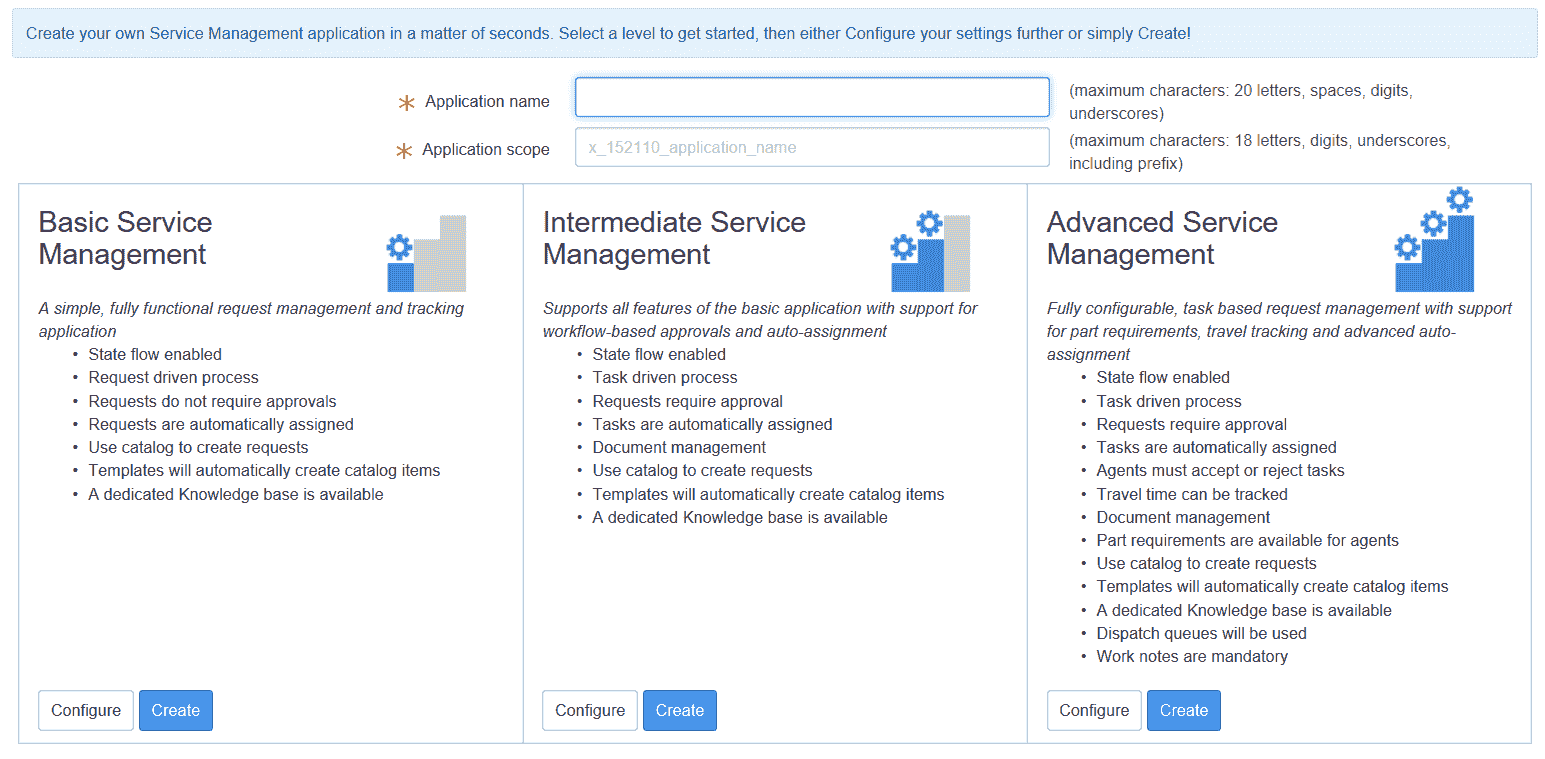 Create your own Service Management application in a matter of seconds. Select a level to get started, then either Configure your settings further or simply Create!
Application name
(maximum characters: 20 letters, spaces, digits,
underscores)
Application scope
x_152110_application_name
(maximum characters: 18 letters, digits, underscores,
including prefix)
Basic Service
Management
A simple, fully functional request management and tracking
application
• State flow enabled
• Request driven process
• Requests do not require approvals
• Requests are automatically assigned
• Use catalog to create requests
• Templates will automatically create catalog items
• A dedicated Knowledge base is available
Configure
Create
Intermediate Service
Management
Supports all features of the basic application with support for
workflow-based approvals and auto-assignment
• State flow enabled
• Task driven process
• Requests require approval
• Tasks are automatically assigned
• Document management
• Use catalog to create requests
• Templates will automatically create catalog items
• A dedicated Knowledge base is available
Configure
Create
Advanced Service
Management
Fully configurable, task based request management with support
for part requirements, travel tracking and advanced auto-
assignment
• State flow enabled
• Task driven process
• Requests require approval
• Tasks are automatically assigned
• Agents must accept or reject tasks
• Travel time can be tracked
• Document management
• Part requirements are available for agents
• Use catalog to create requests
• Templates will automatically create catalog items
• A dedicated Knowledge base is available
• Dispatch queues will be used
• Work notes are mandatory
Configure
Create